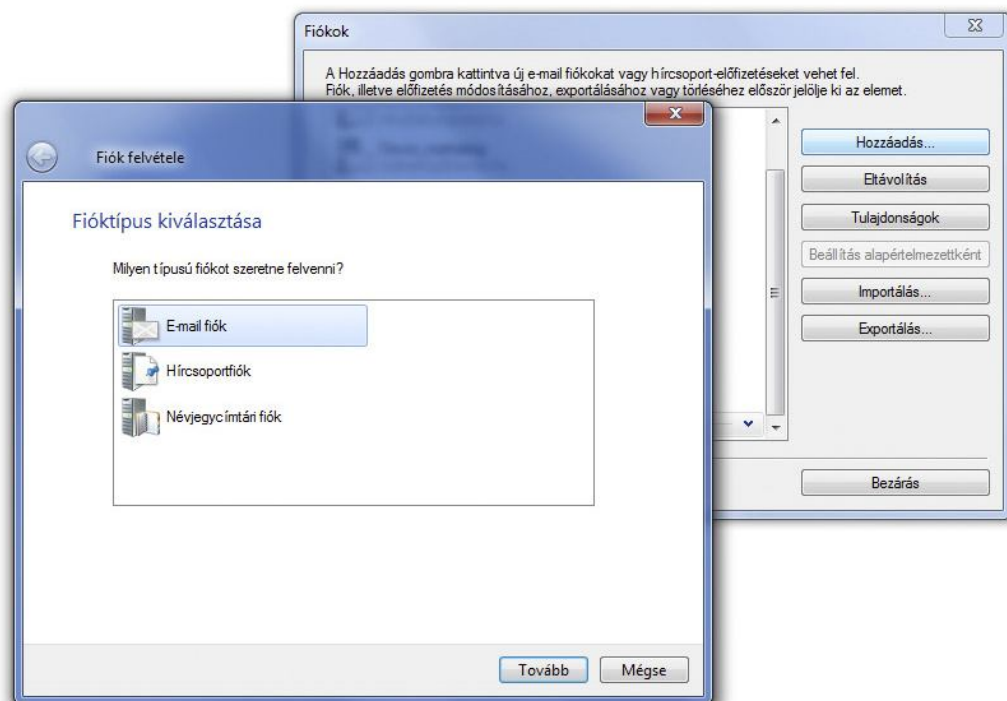 Fiókok
A Hozzáadás gombra kattintva új e-mail fiókokat vagy hírcsoport-előfizetéseket vehet fel.
Fiók, illetve előfizetés módosításához, exportálásához vagy törléséhez először jelölje ki az elemet.
Hozzáadás...
Eltávolítás
Tulajdonságok
Beállítás alapértelmezettként
Importálás...
Exportálás...
Bezárás
Fiók felvétele
Fióktípus kiválasztása
Milyen típusú fiókot szeretne felvenni?
E-mail fiók
Hírcsoportfiók
Névjegycímtári fiók
Tovább
Mégse